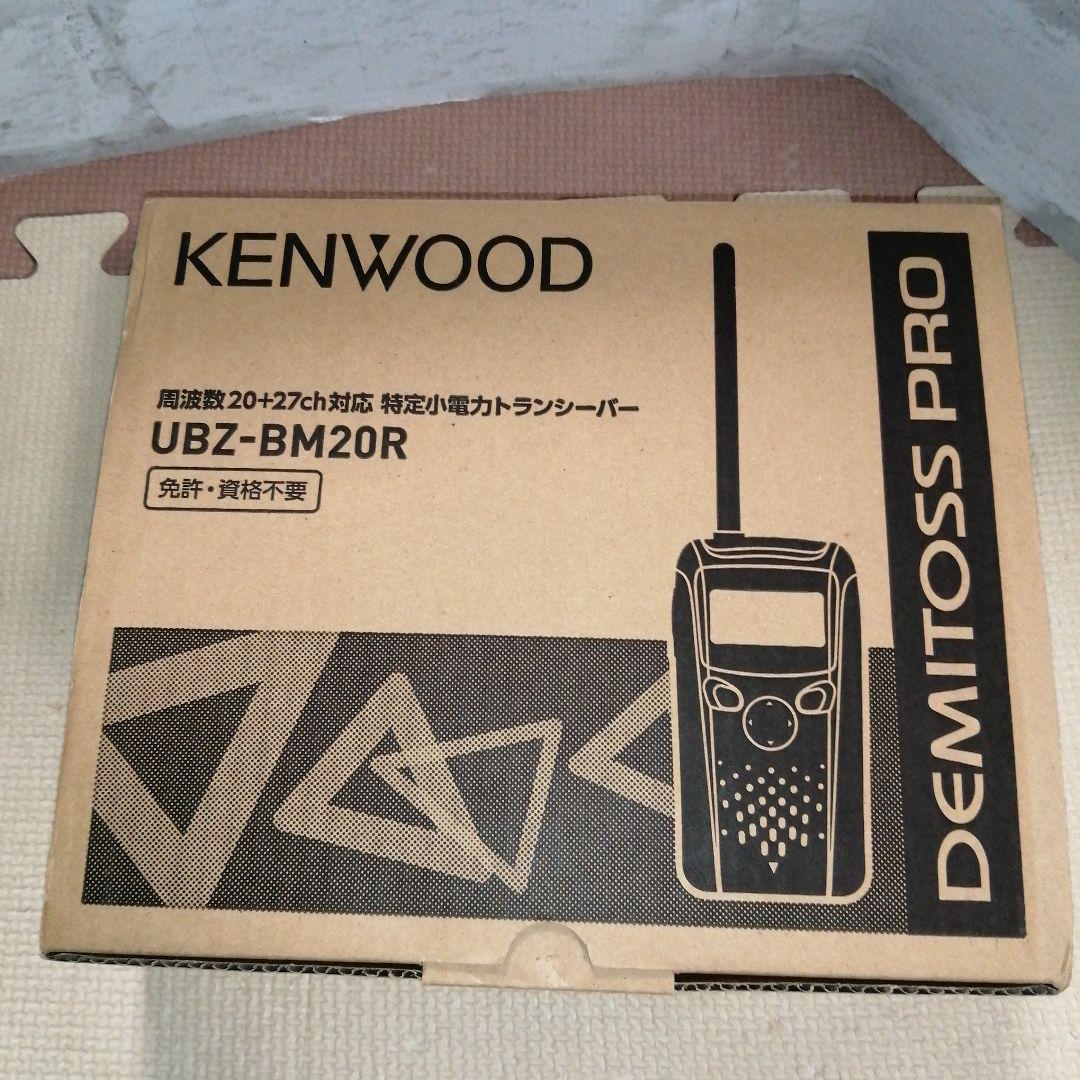 KENWOOD
周波数20+27ch対応 特定小電力トランシーバー
UBZ-BM20R
免許・資格不要
DEMITOSS PRO